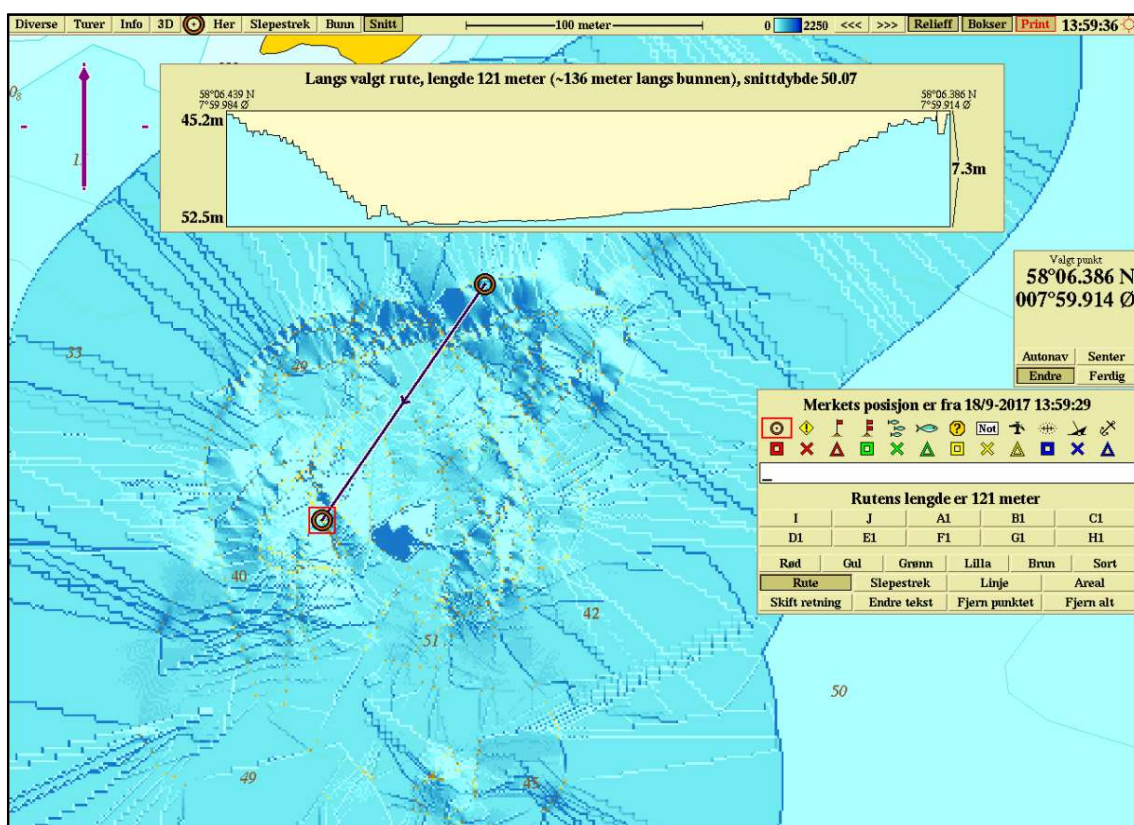 Diverse Turer Info 3D Her Slepestrek Bunn Snitt 100 meter 0 2250 <<< >>> Relieff Bokser Print 13:59:36
Langs valgt rute, lengde 121 meter (~136 meter langs bunnen), snittdybde 50.07
58°06.439 N 58°06.386 N
7°59.984 Ø 7°59.914 Ø
45.2m
7.3m
52.5m
Valgt punkt
58°06.386 N
007°59.914 Ø
Autonav Senter
Endre Ferdig
33
49
Merkets posisjon er fra 18/9-2017 13:59:29
Not
_
Rutens lengde er 121 meter
I J A1 B1 C1
D1 E1 F1 G1 H1
Rød Gul Grønn Lilla Brun Sort
Rute Slepestrek Linje Areal
Skift retning Endre tekst Fjern punktet Fjern alt
40
42
51
50
49
45